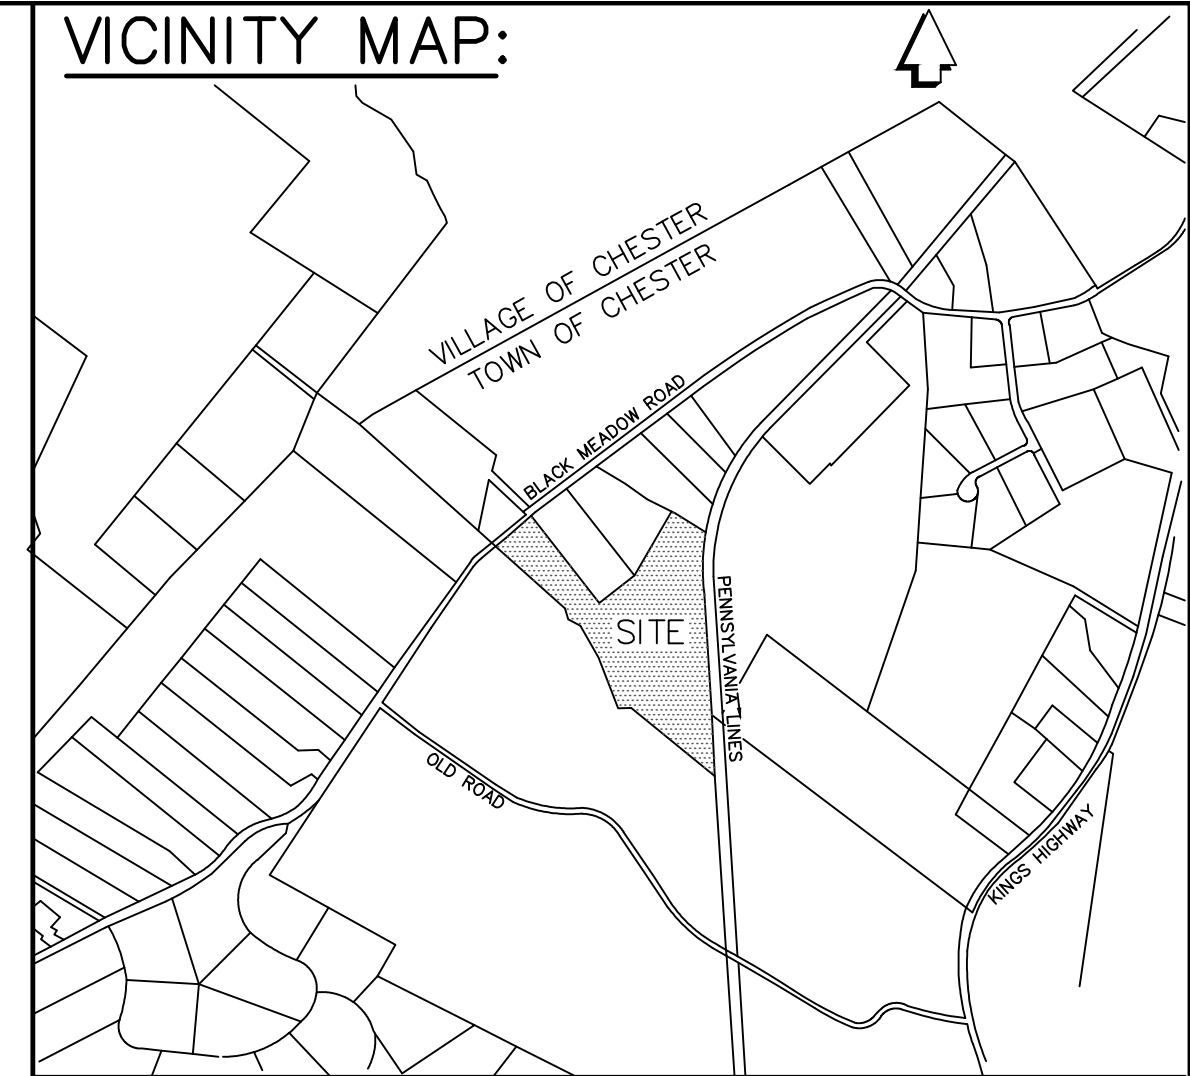 VICINITY MAP:
VILLAGE OF CHESTER
TOWN OF CHESTER
BLACK MEADOW ROAD
SITE
PENNSYLVANIA LINES
OLD ROAD
KINGS HIGHWAY